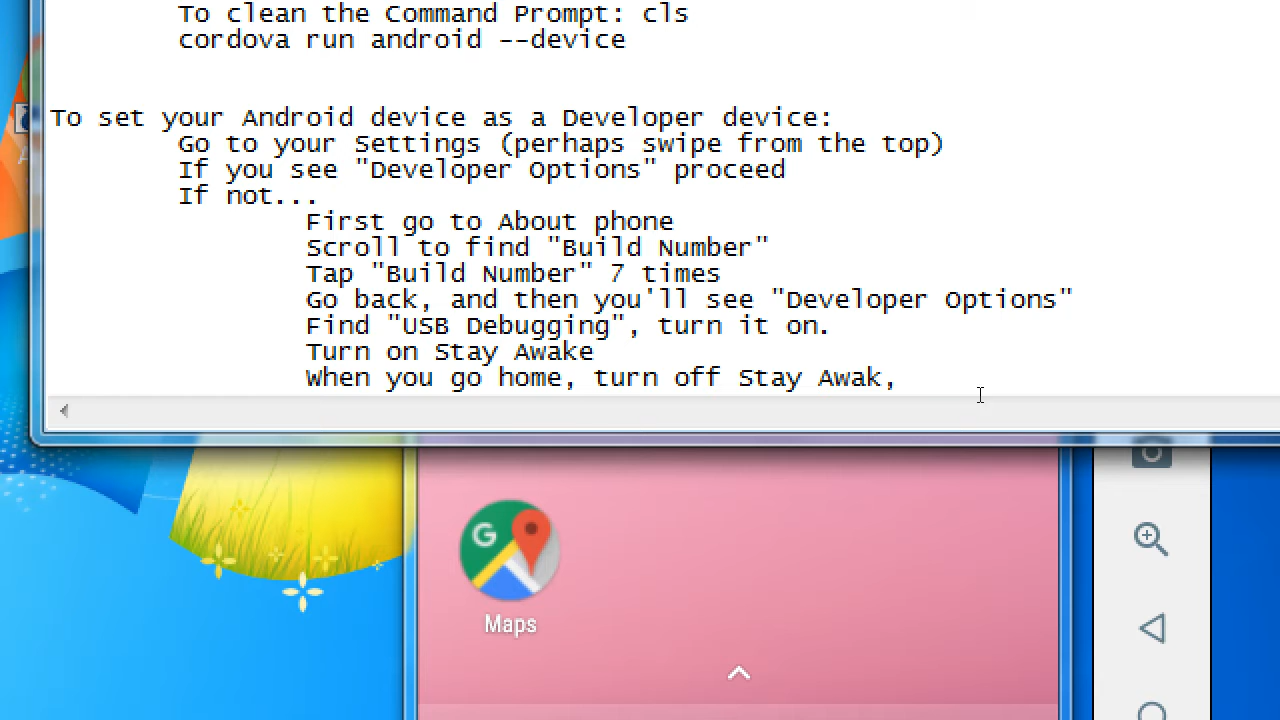 To clean the Command Prompt: cls
cordova run android --device
To set your Android device as a Developer device:
Go to your Settings (perhaps swipe from the top)
If you see "Developer Options" proceed
If not...
First go to About phone
Scroll to find "Build Number"
Tap "Build Number" 7 times
Go back, and then you'll see "Developer Options"
Find "USB Debugging", turn it on.
Turn on Stay Awake
When you go home, turn off Stay Awak,
G
Maps